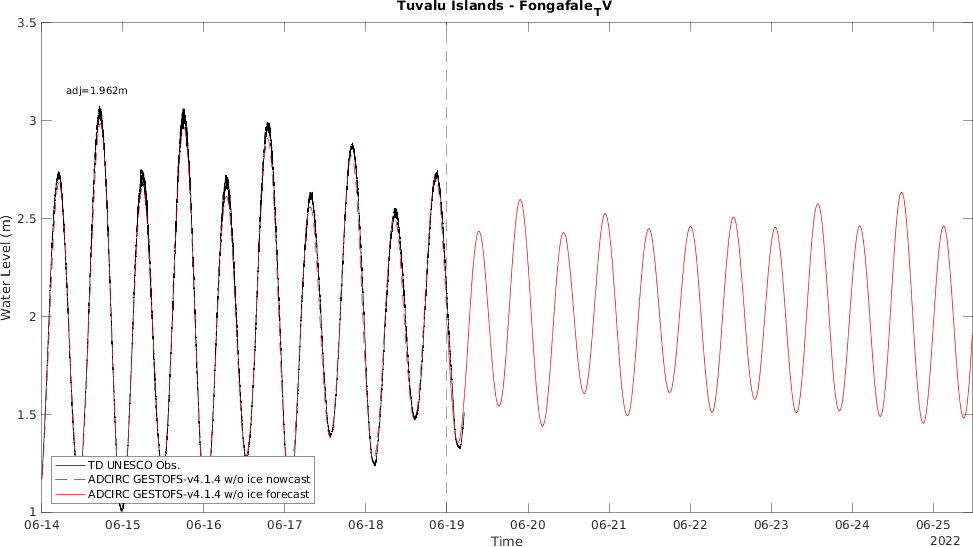 Tuvalu Islands - Fongafale_TV
3.5
adj=1.962m
3
2.5
Water Level (m)
2
1.5
TD UNESCO Obs.
ADCIRC GESTOFS-v4.1.4 w/o ice nowcast
ADCIRC GESTOFS-v4.1.4 w/o ice forecast
1
06-14 06-15 06-16 06-17 06-18 06-19 06-20 06-21 06-22 06-23 06-24 06-25
Time
2022